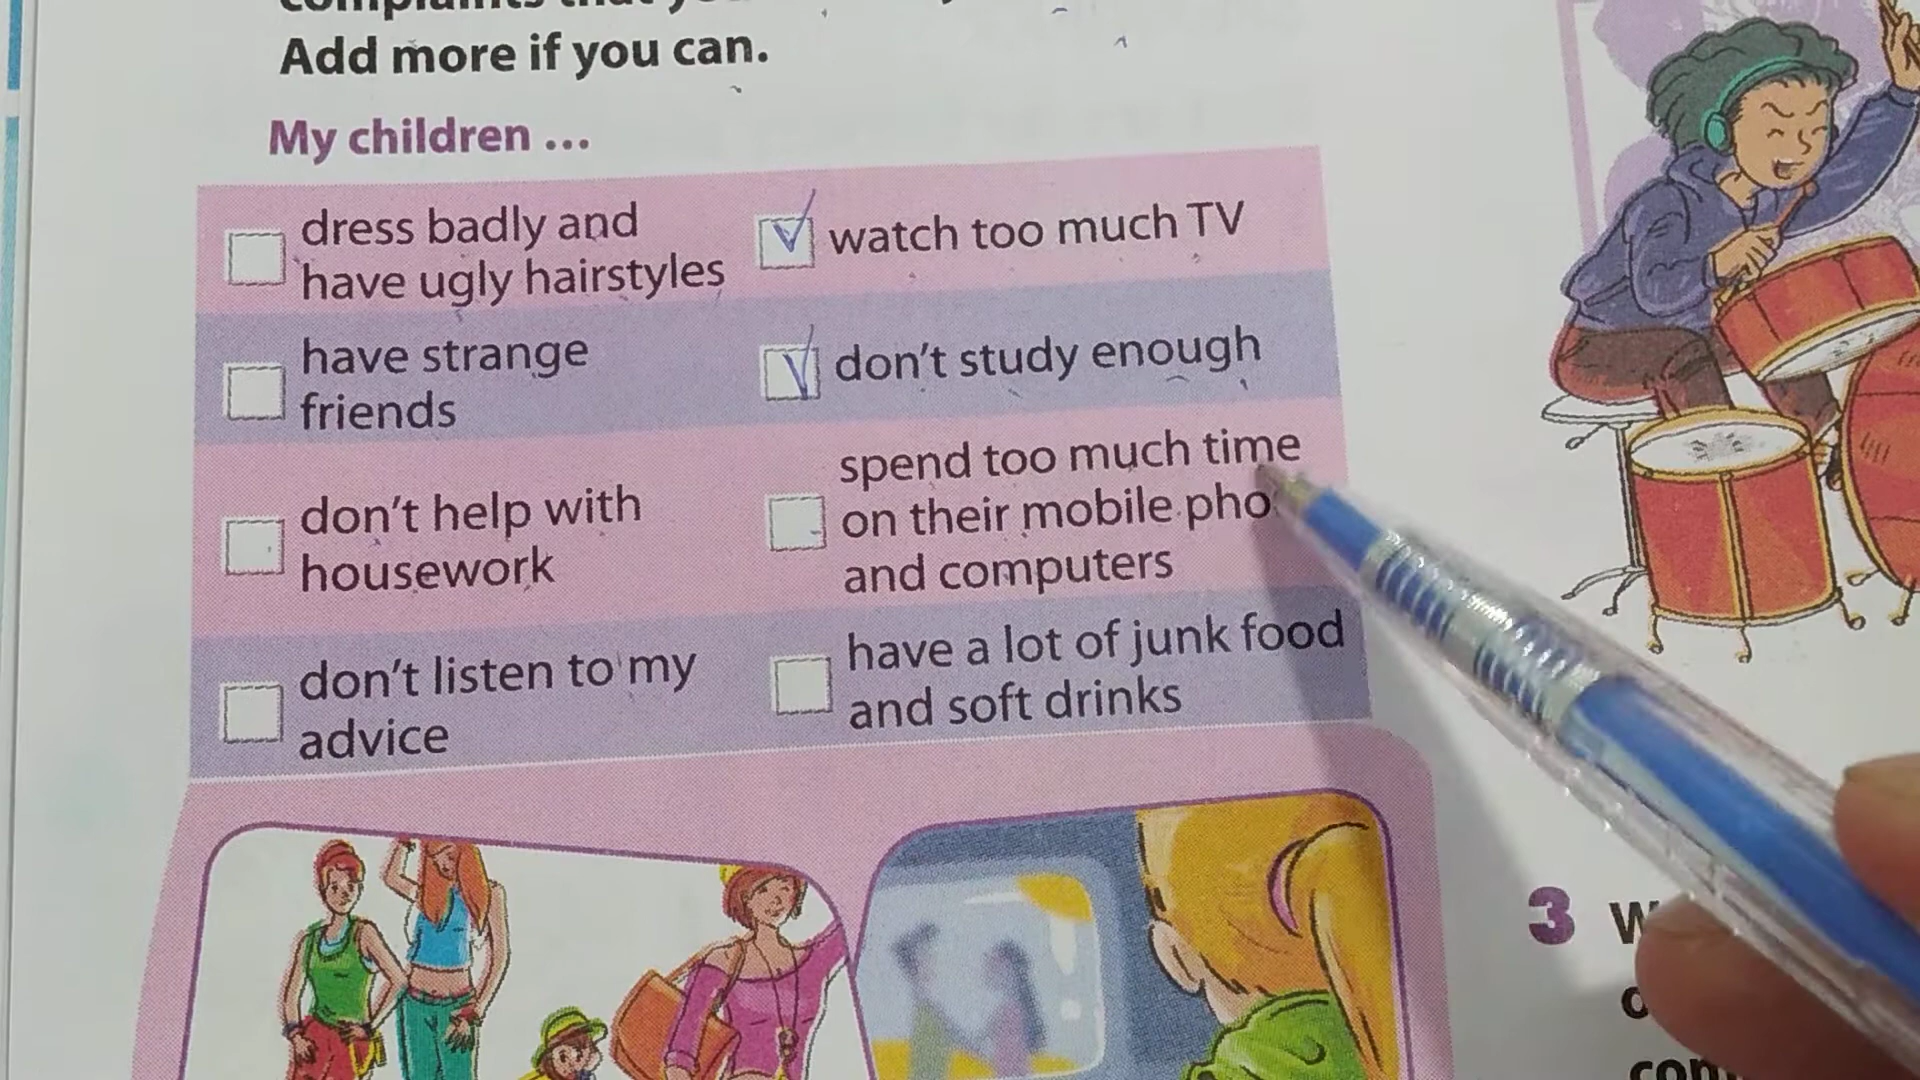 Add more if you can.
My children ...
dress badly and
have ugly hairstyles
watch too much TV
have strange
friends
don't study enough
don't help with
housework
spend too much time
on their mobile pho
and computers
don't listen to my
advice
have a lot of junk food
and soft drinks
3